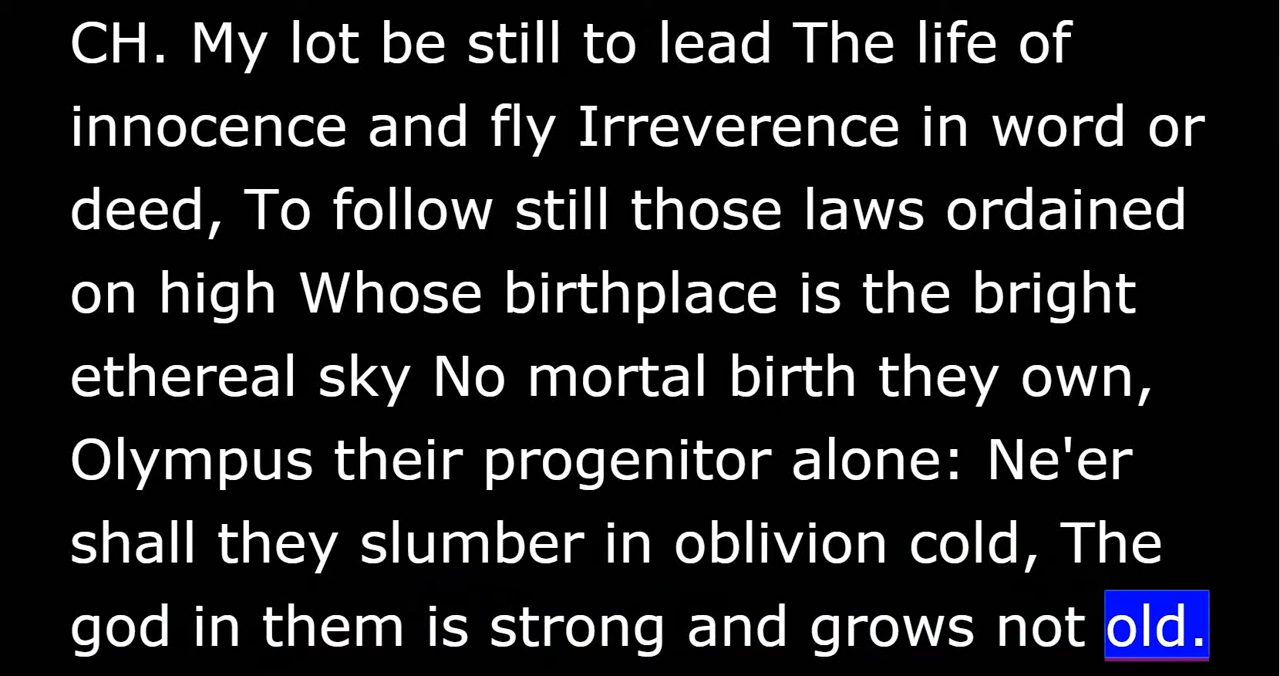 CH. My lot be still to lead The life of
innocence and fly Irreverence in word or
deed, To follow still those laws ordained
on high Whose birthplace is the bright
ethereal sky No mortal birth they own,
Olympus their progenitor alone: Ne'er
shall they slumber in oblivion cold, The
god in them is strong and grows not old.